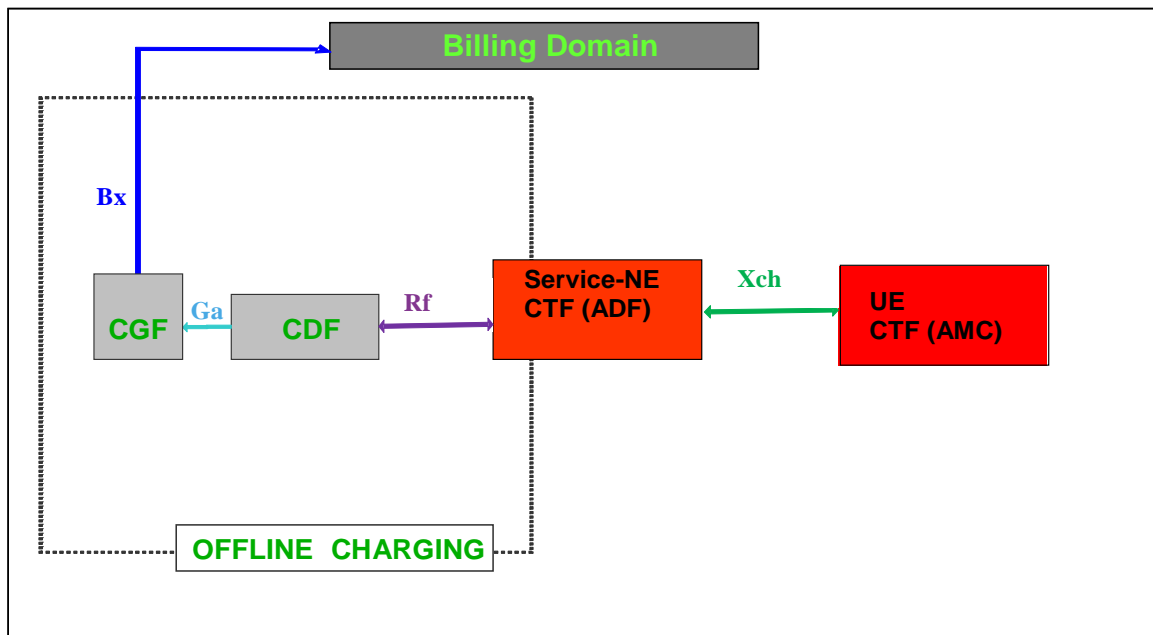 Billing Domain
Bx
Ga
Rf
Xch
CGF
CDF
Service-NE
CTF (ADF)
UE
CTF (AMC)
OFFLINE CHARGING